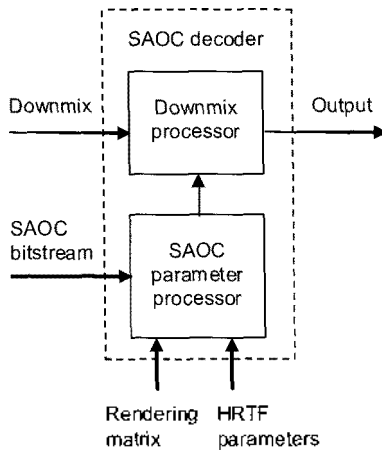 SAOC decoder
Downmix
Downmix
processor
Output
SAOC
bitstream
SAOC
parameter
processor
Rendering
matrix
HRTF
parameters